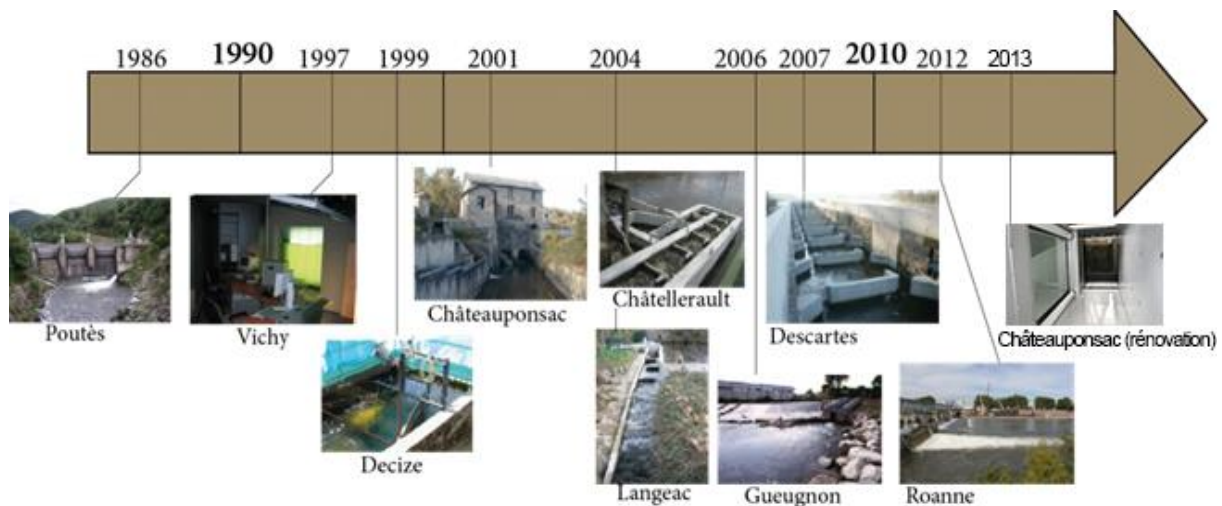 1986
1990
1997
1999
2001
2004
2006
2007
2010
2012
2013
Poutès
Vichy
Châteauponsac
Châtellerault
Descartes
Châteauponsac (rénovation)
Decize
Langeac
Gueugnon
Roanne